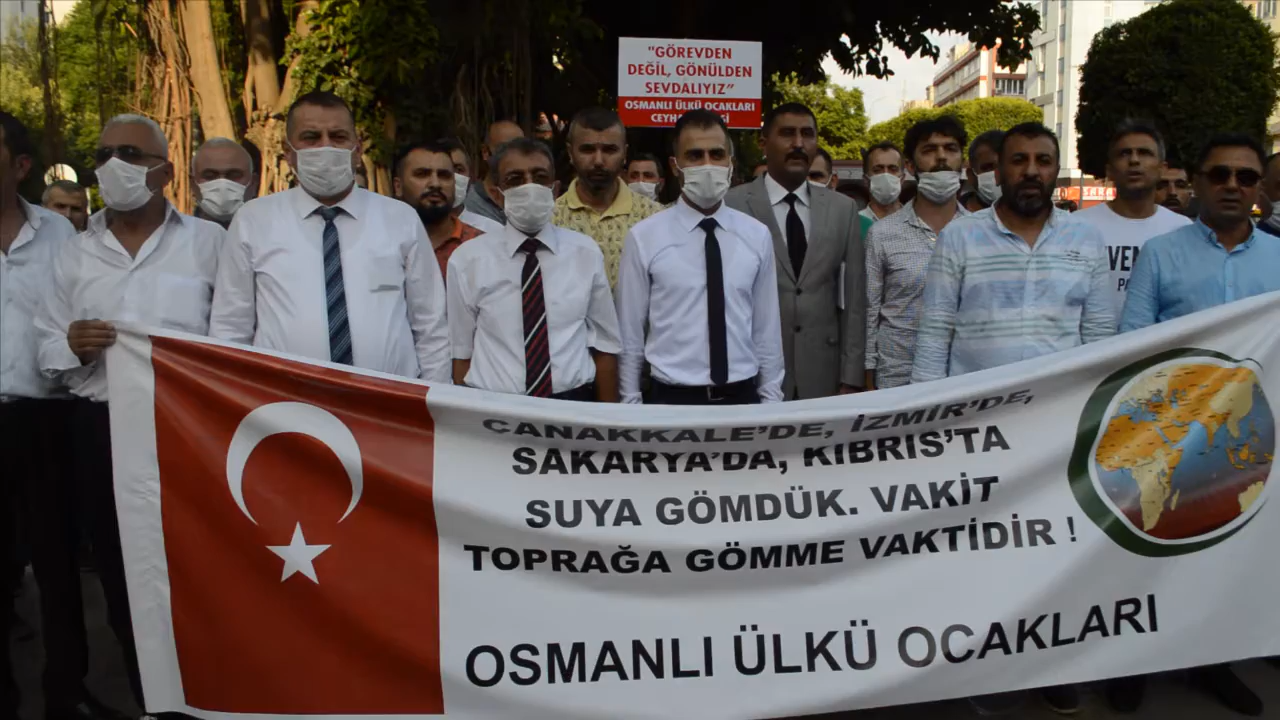 "GÖREVDEN
DEĞİL, GÖNÜLDEN
SEVDALIYIZ"
OSMANLI ÜLKÜ OCAKLARI
ÇANAKKALE'DE, İZMİR'DE,
SAKARYA'DA, KIBRIS'TA
SUYA GÖMDÜK. VAKİT
TOPRAĞA GÖMME VAKTİDİR !
OSMANLI ÜLKÜ OCAKLARI